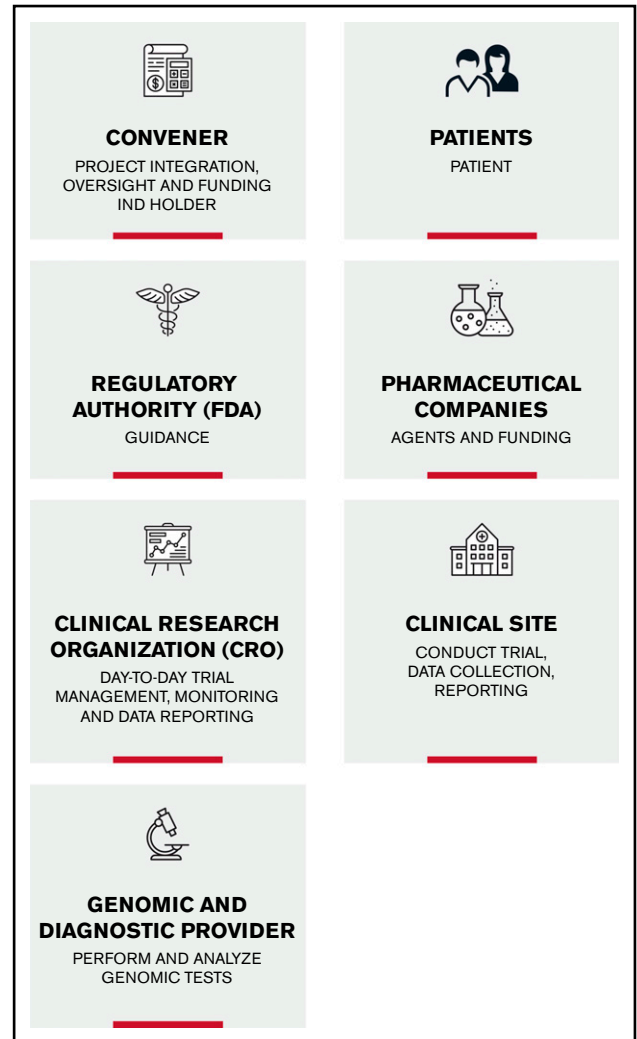 CONVENER
PROJECT INTEGRATION,
OVERSIGHT AND FUNDING
IND HOLDER
PATIENTS
PATIENT
REGULATORY
AUTHORITY (FDA)
GUIDANCE
PHARMACEUTICAL
COMPANIES
AGENTS AND FUNDING
CLINICAL RESEARCH
ORGANIZATION (CRO)
DAY-TO-DAY TRIAL
MANAGEMENT, MONITORING
AND DATA REPORTING
CLINICAL SITE
CONDUCT TRIAL,
DATA COLLECTION,
REPORTING
GENOMIC AND
DIAGNOSTIC PROVIDER
PERFORM AND ANALYZE
GENOMIC TESTS